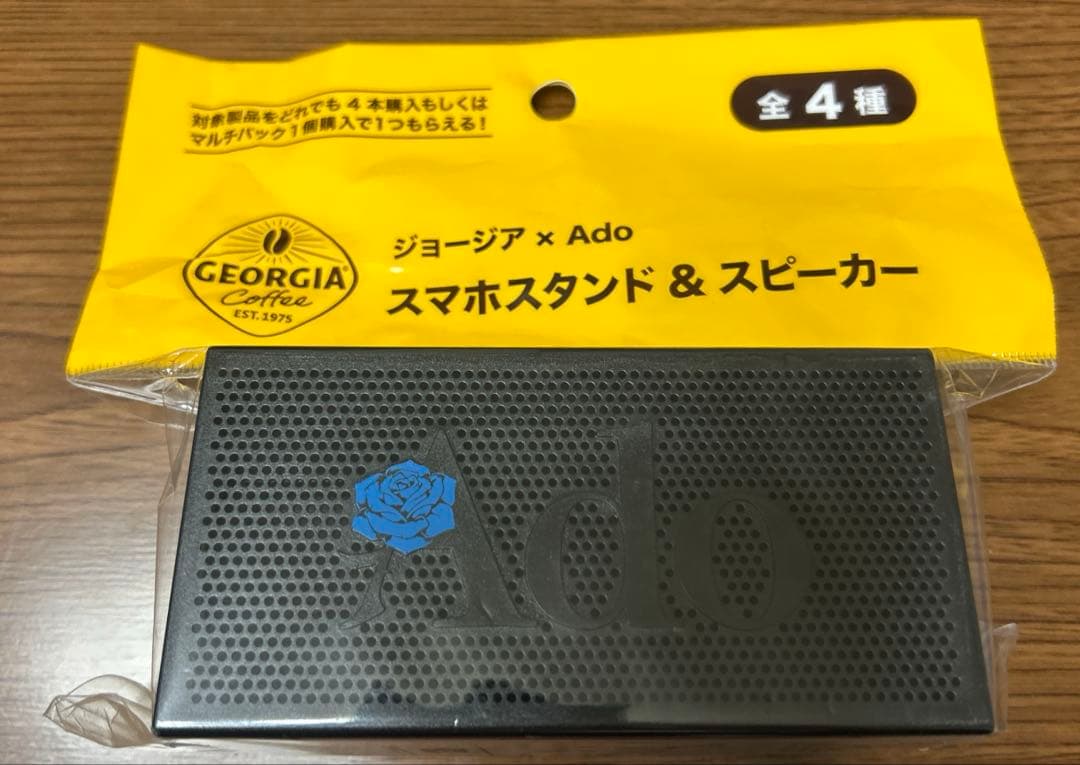 対象製品をどれでも 4 本購入もしくは
マルチパック1個購入で1つもらえる!
全4種
GEORGIA®
Coffee
EST.1975
ジョージア × Ado
スマホスタンド & スピーカー
Ado